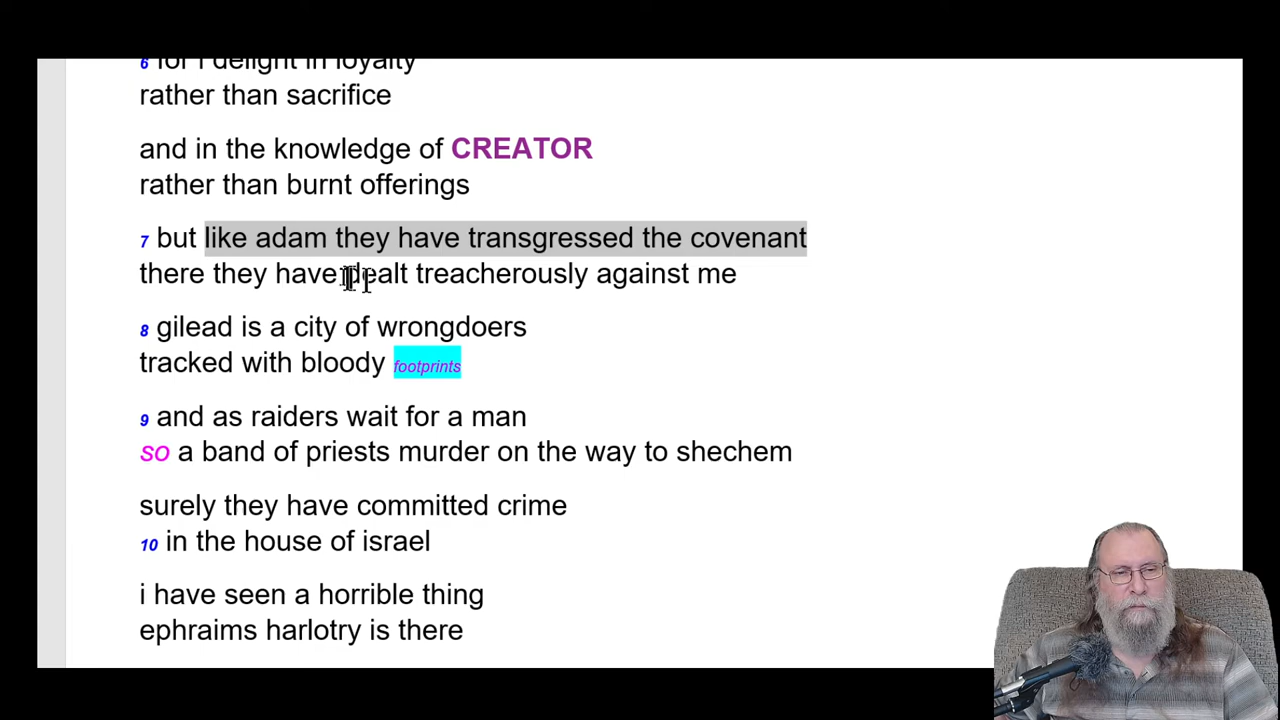 6 for i delight in loyalty
rather than sacrifice
and in the knowledge of CREATOR
rather than burnt offerings
7 but like adam they have transgressed the covenant
there they have dealt treacherously against me
8 gilead is a city of wrongdoers
tracked with bloody footprints
9 and as raiders wait for a man
so a band of priests murder on the way to shechem
surely they have committed crime
10 in the house of israel
i have seen a horrible thing
ephraims harlotry is there